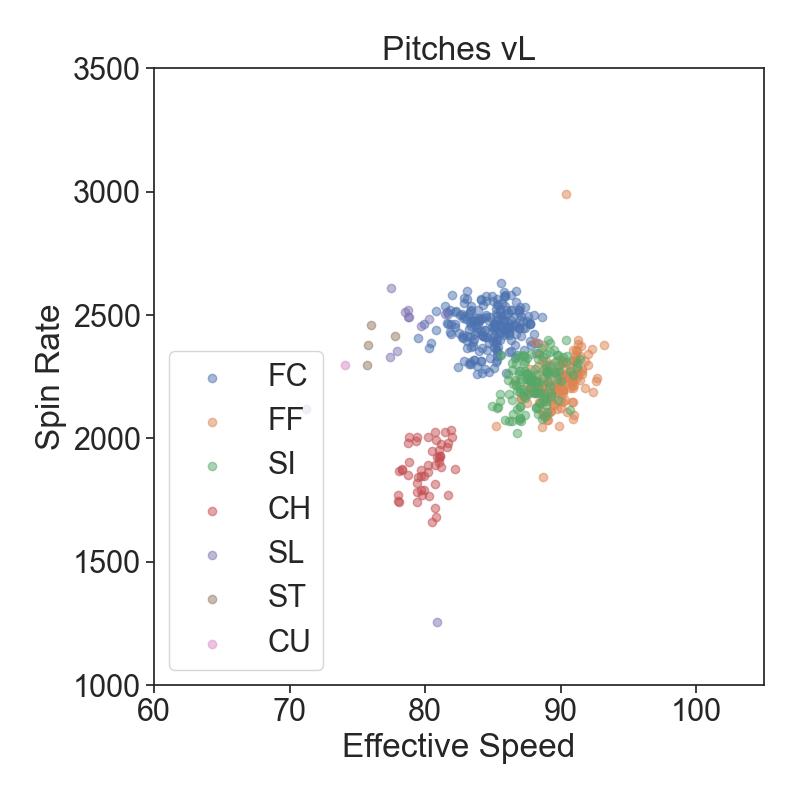 Pitches vL
3500
3000
2500
2000
1500
1000
Spin Rate
FC
FF
SI
CH
SL
ST
CU
60 70 80 90 100
Effective Speed